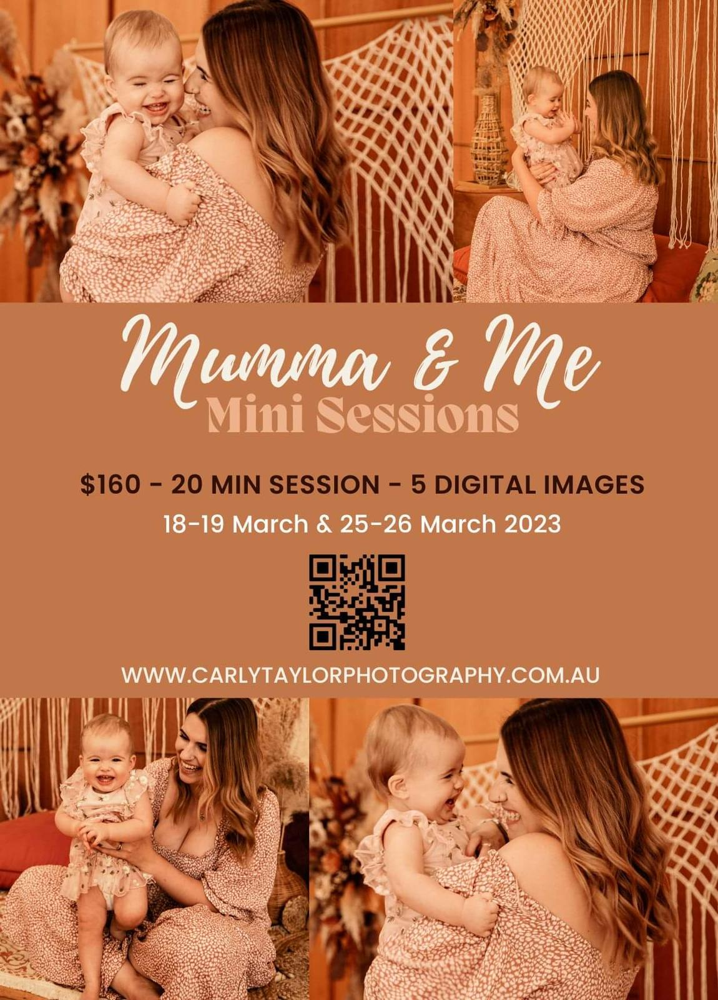 Mumma & Me
Mini Sessions
$160 - 20 MIN SESSION - 5 DIGITAL IMAGES
18-19 March & 25-26 March 2023
WWW.CARLYTAYLORPHOTOGRAPHY.COM.AU